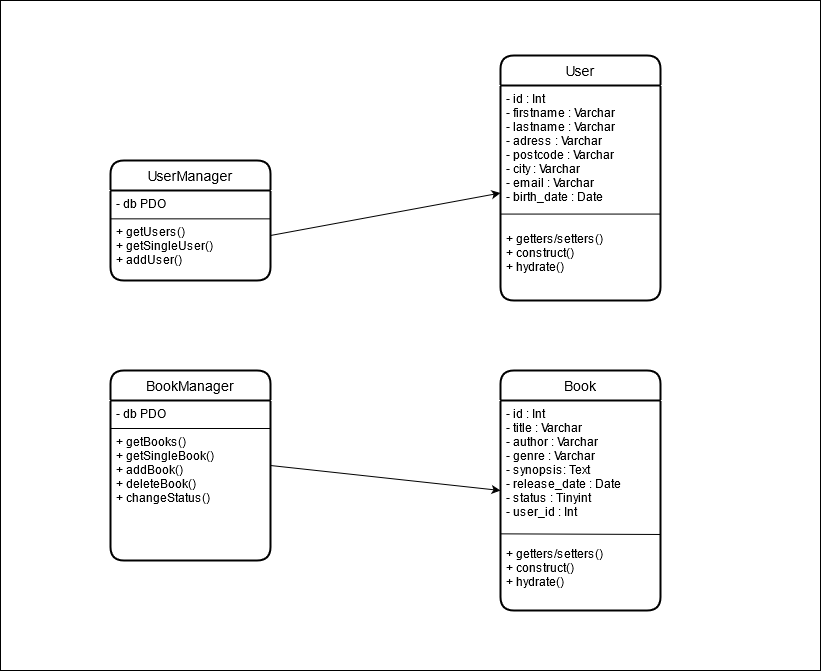 User
- id : Int
- firstname : Varchar
- lastname : Varchar
- adress : Varchar
- postcode : Varchar
- city : Varchar
- email : Varchar
- birth_date : Date
+ getters/setters()
+ construct()
+ hydrate()
UserManager
- db PDO
+ getUsers()
+ getSingleUser()
+ addUser()
BookManager
- db PDO
+ getBooks()
+ getSingleBook()
+ addBook()
+ deleteBook()
+ changeStatus()
Book
- id : Int
- title : Varchar
- author : Varchar
- genre : Varchar
- synopsis: Text
- release_date : Date
- status : Tinyint
- user_id : Int
+ getters/setters()
+ construct()
+ hydrate()